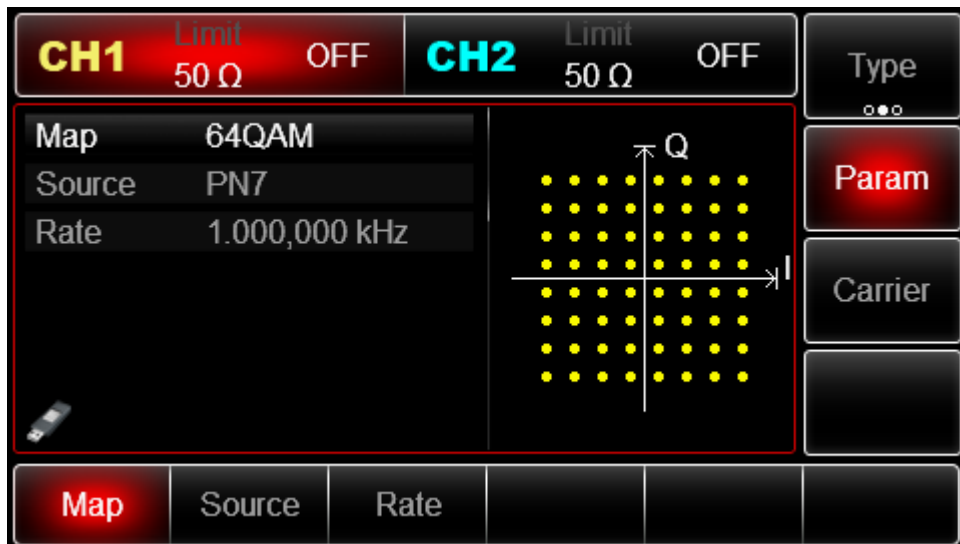 CH1 Limit 50 Ω OFF
CH2 Limit 50 Ω OFF
Type
Map 64QAM
Source PN7
Rate 1.000,000 kHz
Q
I
Param
Carrier
Map Source Rate